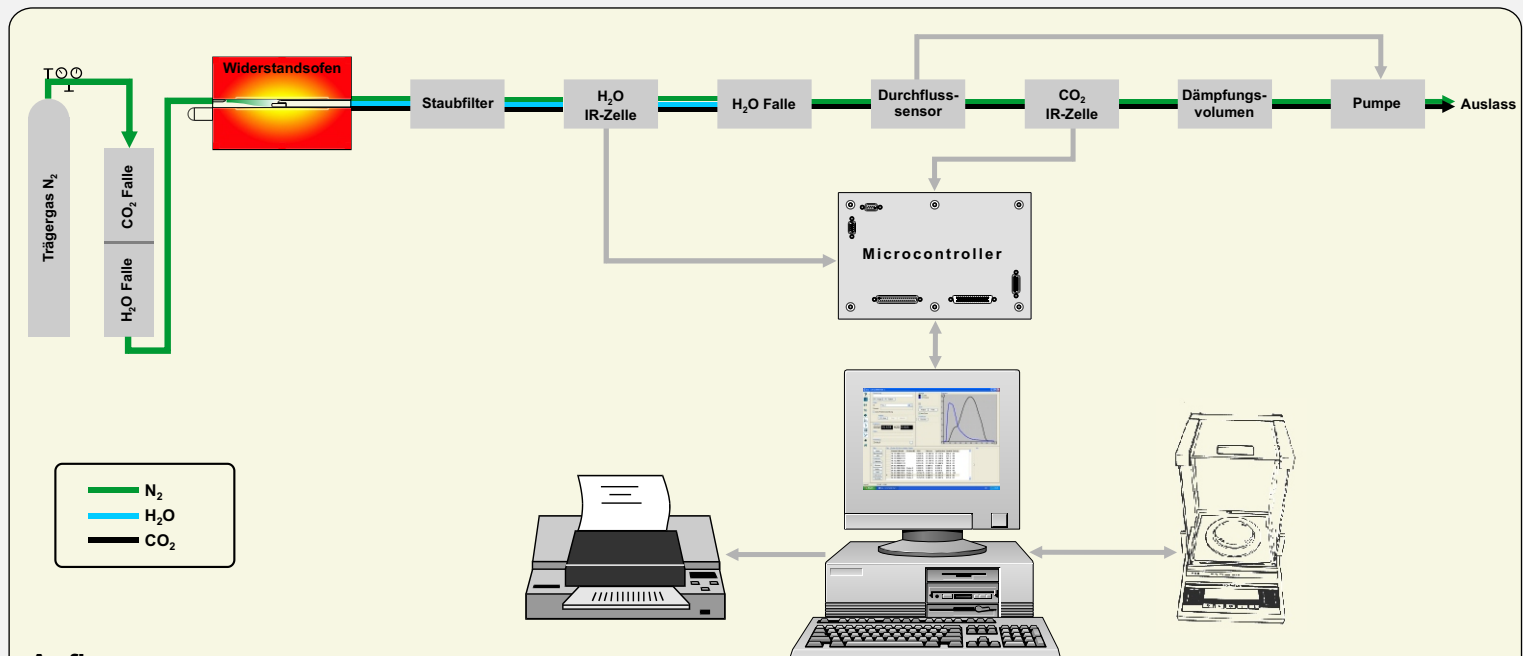 Widerstandsofen
Staubfilter
H₂O
IR-Zelle
H₂O Falle
Durchfluss-
sensor
CO₂
IR-Zelle
Dämpfungs-
volumen
Pumpe
Auslass
Trägergas N₂
CO₂ Falle
H₂O Falle
Microcontroller
N₂
H₂O
CO₂